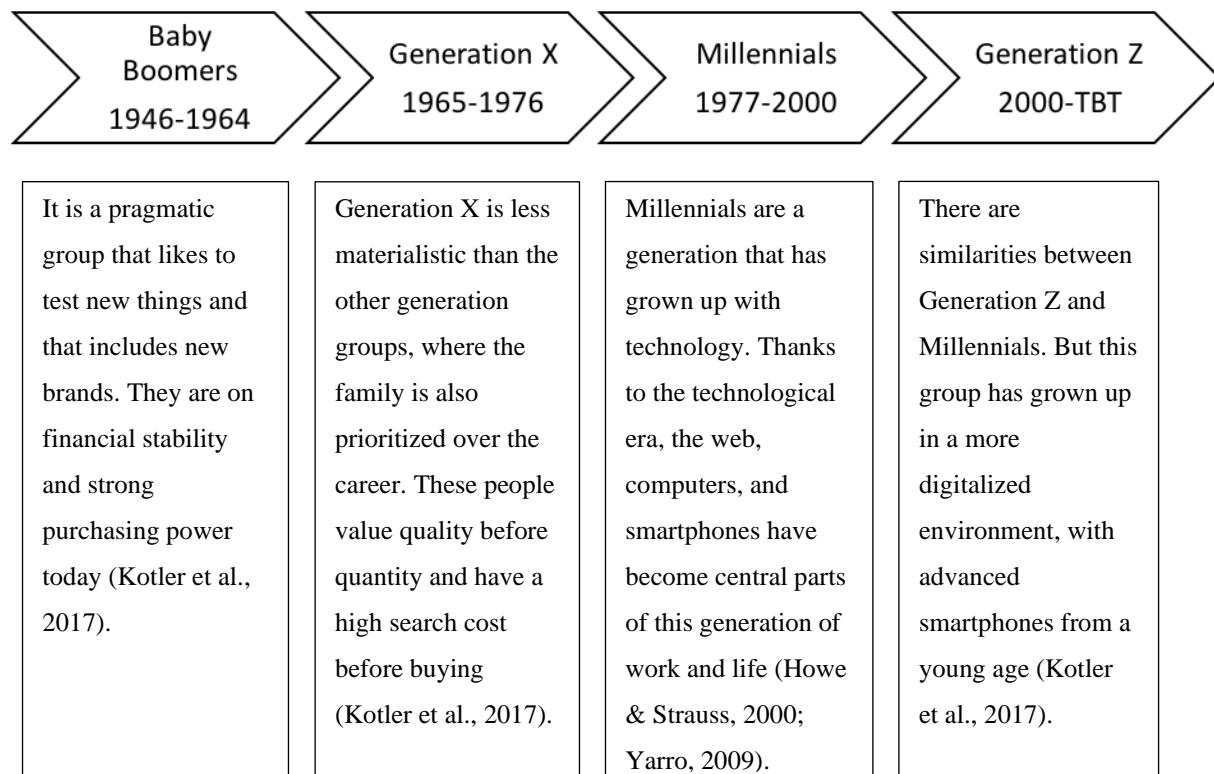 Baby
Boomers
1946-1964
Generation X
1965-1976
Millennials
1977-2000
Generation Z
2000-TBT
It is a pragmatic
group that likes to
test new things and
that includes new
brands. They are on
financial stability
and strong
purchasing power
today (Kotler et al.,
2017).
Generation X is less
materialistic than the
other generation
groups, where the
family is also
prioritized over the
career. These people
value quality before
quantity and have a
high search cost
before buying
(Kotler et al., 2017).
Millennials are a
generation that has
grown up with
technology. Thanks
to the technological
era, the web,
computers, and
smartphones have
become central parts
of this generation of
work and life (Howe
& Strauss, 2000;
Yarro, 2009).
There are
similarities between
Generation Z and
Millennials. But this
group has grown up
in a more
digitalized
environment, with
advanced
smartphones from a
young age (Kotler
et al., 2017).